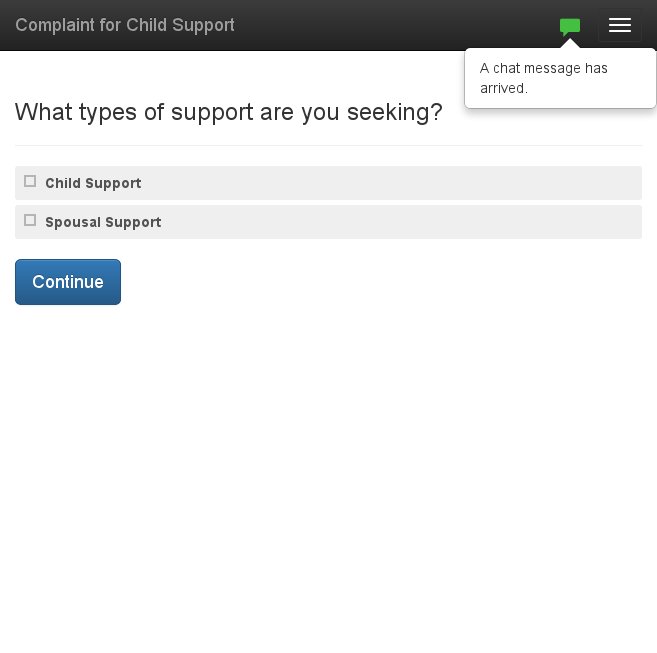 Complaint for Child Support
A chat message has
arrived.
What types of support are you seeking?
Child Support
Spousal Support
Continue